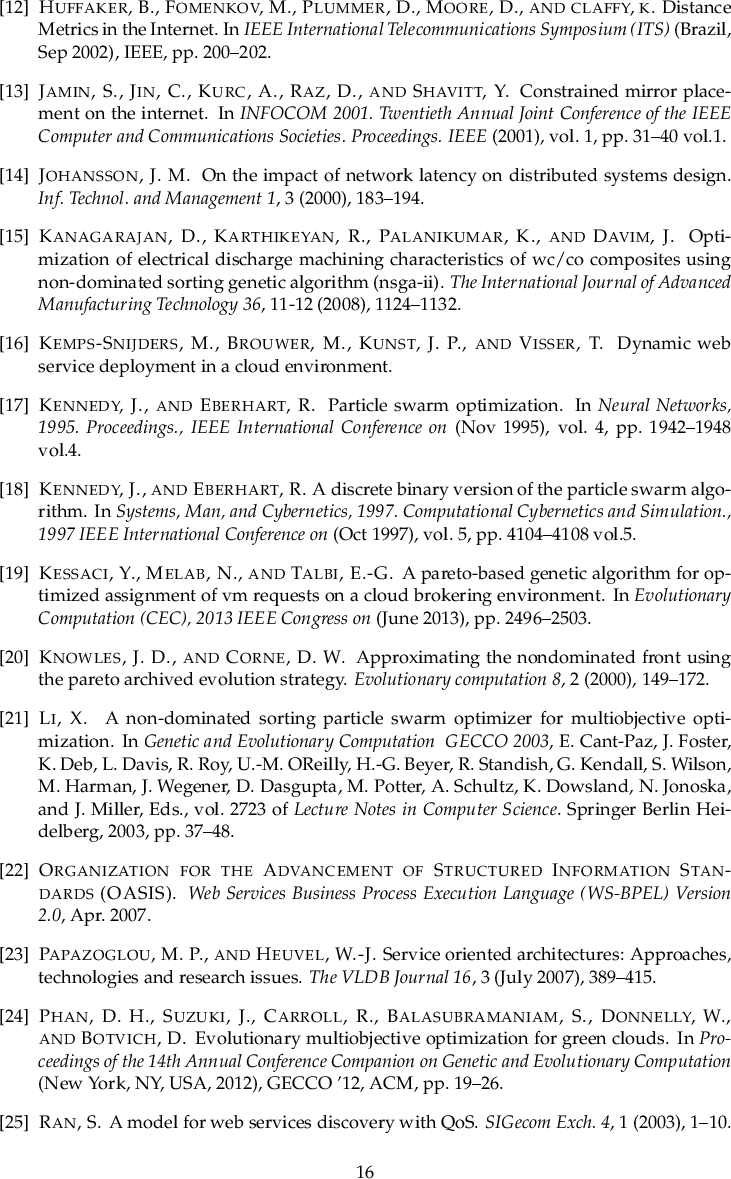 [12] HUFFAKER, B., FOMENKOV, M., PLUMMER, D., MOORE, D., AND CLAFFY, K. Distance
Metrics in the Internet. In IEEE International Telecommunications Symposium (ITS) (Brazil,
Sep 2002), IEEE, pp. 200–202.
[13] JAMIN, S., JIN, C., KURC, A., RAZ, D., AND SHAVITT, Y. Constrained mirror place-
ment on the internet. In INFOCOM 2001. Twentieth Annual Joint Conference of the IEEE
Computer and Communications Societies. Proceedings. IEEE (2001), vol. 1, pp. 31–40 vol.1.
[14] JOHANSSON, J. M. On the impact of network latency on distributed systems design.
Inf. Technol. and Management 1, 3 (2000), 183–194.
[15] KANAGARAJAN, D., KARTHIKEYAN, R., PALANIKUMAR, K., AND DAVIM, J. Opti-
mization of electrical discharge machining characteristics of wc/co composites using
non-dominated sorting genetic algorithm (nsga-ii). The International Journal of Advanced
Manufacturing Technology 36, 11-12 (2008), 1124–1132.
[16] KEMPS-SNIJDERS, M., BROUWER, M., KUNST, J. P., AND VISSER, T. Dynamic web
service deployment in a cloud environment.
[17] KENNEDY, J., AND EBERHART, R. Particle swarm optimization. In Neural Networks,
1995. Proceedings., IEEE International Conference on (Nov 1995), vol. 4, pp. 1942–1948
vol.4.
[18] KENNEDY, J., AND EBERHART, R. A discrete binary version of the particle swarm algo-
rithm. In Systems, Man, and Cybernetics, 1997. Computational Cybernetics and Simulation.,
1997 IEEE International Conference on (Oct 1997), vol. 5, pp. 4104–4108 vol.5.
[19] KESSACI, Y., MELAB, N., AND TALBI, E.-G. A pareto-based genetic algorithm for op-
timized assignment of vm requests on a cloud brokering environment. In Evolutionary
Computation (CEC), 2013 IEEE Congress on (June 2013), pp. 2496–2503.
[20] KNOWLES, J. D., AND CORNE, D. W. Approximating the nondominated front using
the pareto archived evolution strategy. Evolutionary computation 8, 2 (2000), 149–172.
[21] LI, X. A non-dominated sorting particle swarm optimizer for multiobjective opti-
mization. In Genetic and Evolutionary Computation GECCO 2003, E. Cant-Paz, J. Foster,
K. Deb, L. Davis, R. Roy, U.-M. OReilly, H.-G. Beyer, R. Standish, G. Kendall, S. Wilson,
M. Harman, J. Wegener, D. Dasgupta, M. Potter, A. Schultz, K. Dowsland, N. Jonoska,
and J. Miller, Eds., vol. 2723 of Lecture Notes in Computer Science. Springer Berlin Hei-
delberg, 2003, pp. 37–48.
[22] ORGANIZATION FOR THE ADVANCEMENT OF STRUCTURED INFORMATION STAN-
DARDS (OASIS). Web Services Business Process Execution Language (WS-BPEL) Version
2.0, Apr. 2007.
[23] PAPAZOGLOU, M. P., AND HEUVEL, W.-J. Service oriented architectures: Approaches,
technologies and research issues. The VLDB Journal 16, 3 (July 2007), 389–415.
[24] PHAN, D. H., SUZUKI, J., CARROLL, R., BALASUBRAMANIAM, S., DONNELLY, W.,
AND BOTVICH, D. Evolutionary multiobjective optimization for green clouds. In Pro-
ceedings of the 14th Annual Conference Companion on Genetic and Evolutionary Computation
(New York, NY, USA, 2012), GECCO ’12, ACM, pp. 19–26.
[25] RAN, S. A model for web services discovery with QoS. SIGecom Exch. 4, 1 (2003), 1–10.
16